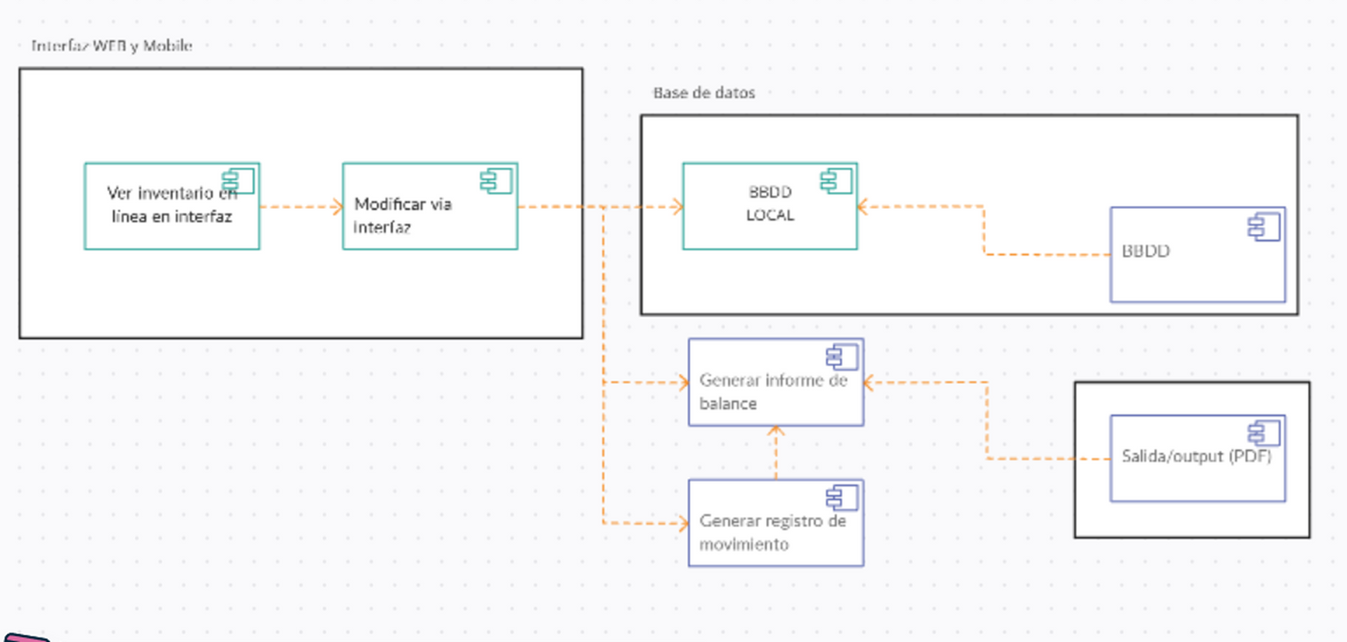 Interfaz WEB y Mobile
Base de datos
Ver inventario en
línea en interfaz
Modificar via
interfaz
BBDD
LOCAL
BBDD
Generar informe de
balance
Salida/output (PDF)
Generar registro de
movimiento